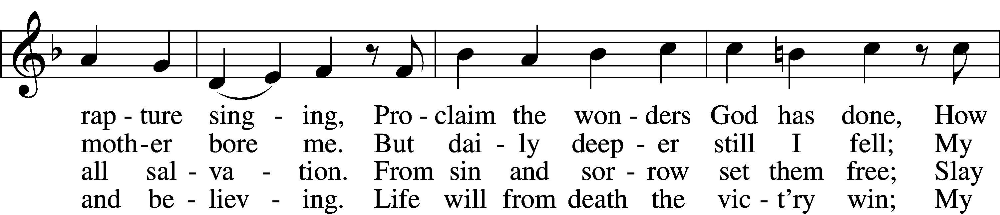 rap - ture sing - ing, Pro - claim the won - ders God has done, How
moth - er bore me. But dai - ly deep - er still I fell; My
all sal - va - tion. From sin and sor - row set them free; Slay
and be - liev - ing. Life will from death the vic - t’ry win; My